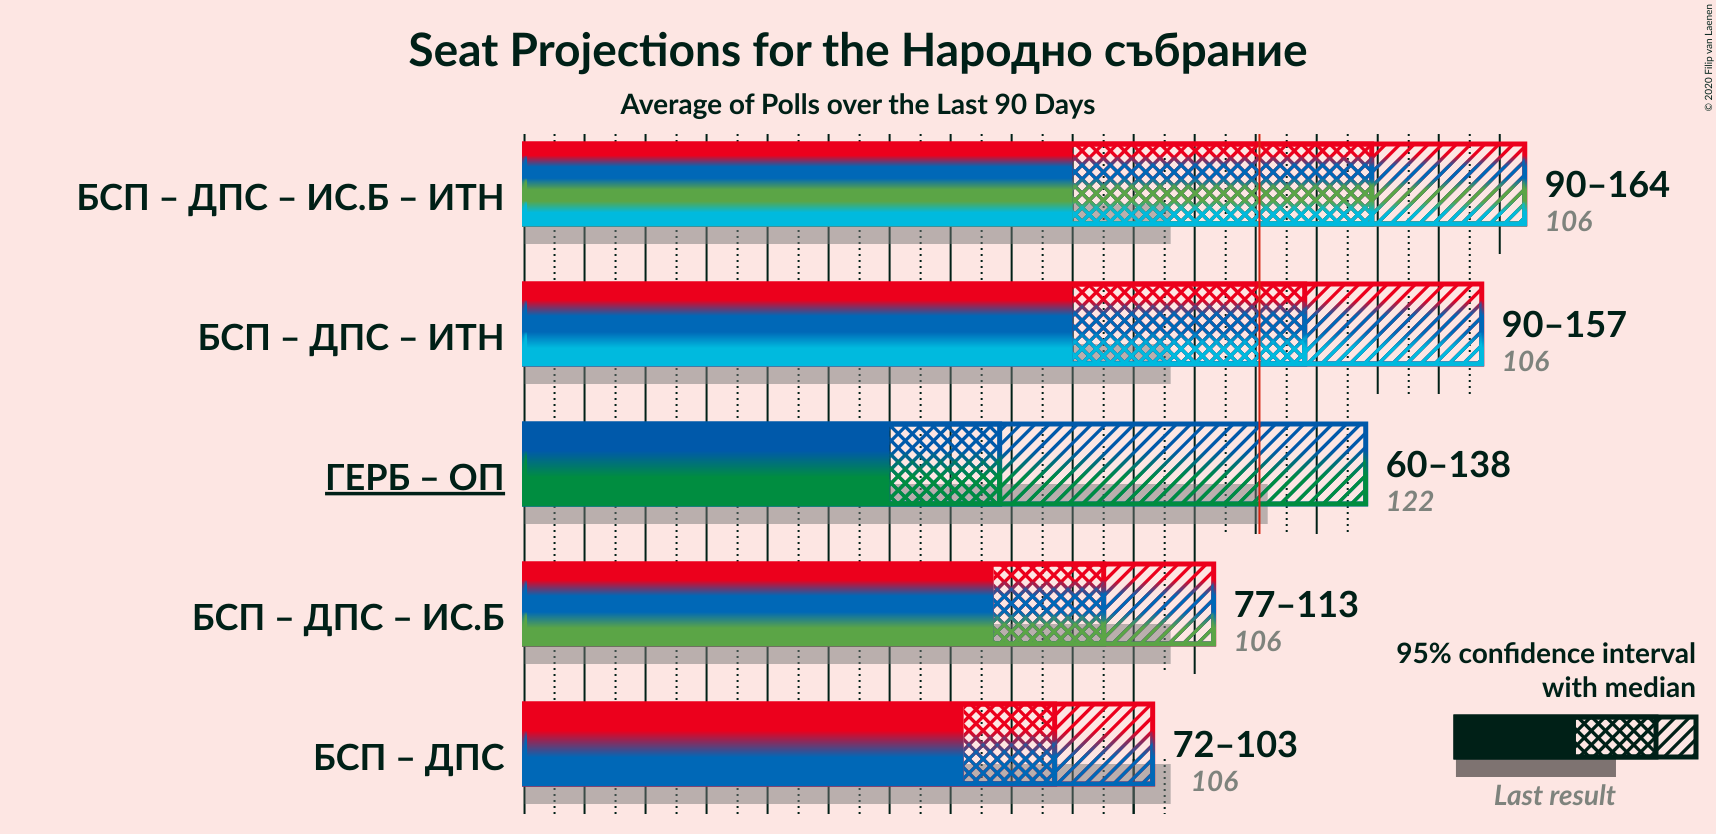 Seat Projections for the Народно събрание
Average of Polls over the Last 90 Days
© 2020 Filip van Laenen
БСП – ДПС – ИС.Б – ИТН
90–164
106
БСП – ДПС – ИТН
90–157
106
ГЕРБ – ОП
60–138
122
БСП – ДПС – ИС.Б
77–113
106
БСП – ДПС
72–103
106
95% confidence interval
with median
Last result